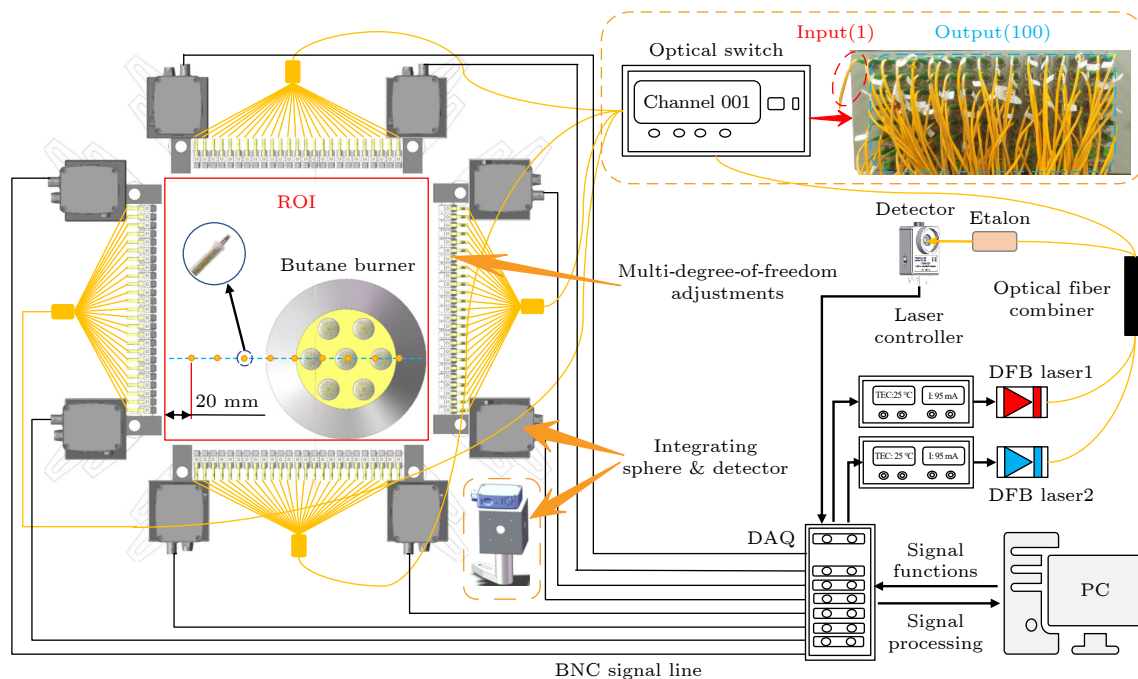 Input(1)
Output(100)
Optical switch
Channel 001
ROI
Butane burner
20 mm
Multi-degree-of-freedom
adjustments
Detector
Etalon
Laser
controller
Optical fiber
combiner
TEC:25 °C
I: 95 mA
DFB laser1
TEC: 25 °C
I: 95 mA
DFB laser2
Integrating
sphere & detector
DAQ
Signal
functions
Signal
processing
PC
BNC signal line